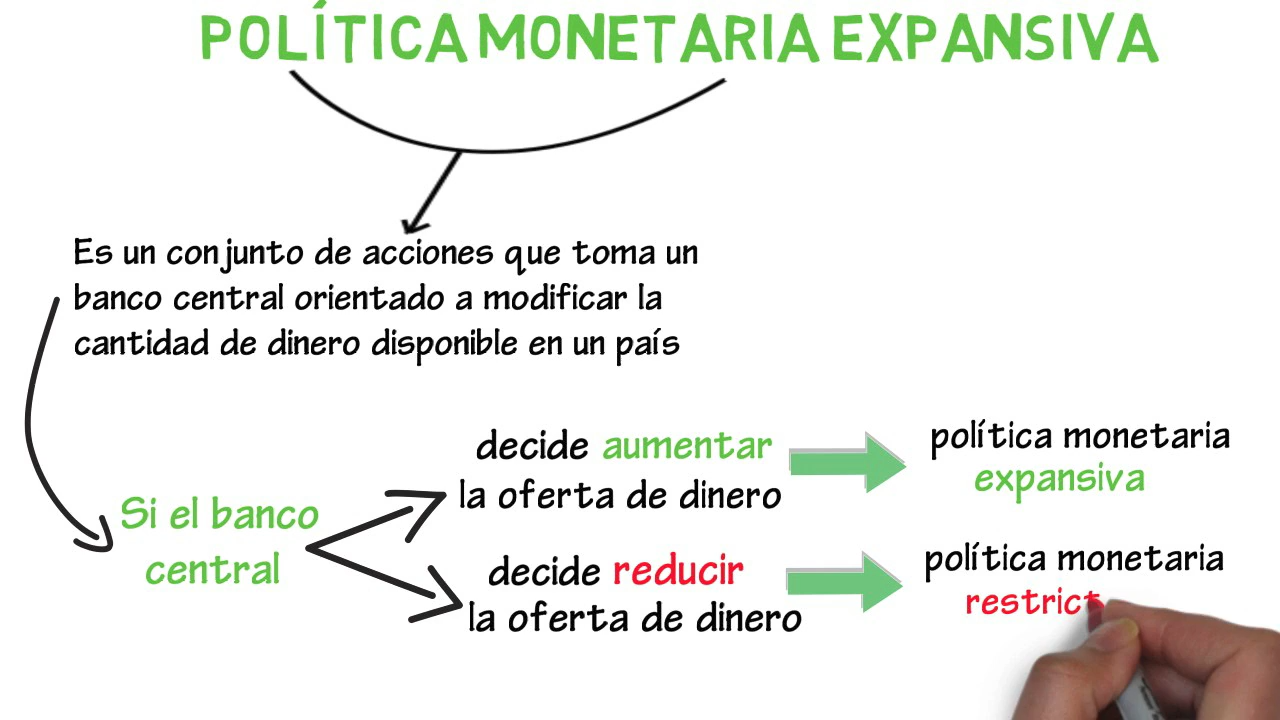 POLÍTICA MONETARIA EXPANSIVA
Es un conjunto de acciones que toma un
banco central orientado a modificar la
cantidad de dinero disponible en un país
Si el banco
central
decide aumentar
la oferta de dinero
política monetaria
expansiva
decide reducir
la oferta de dinero
política monetaria
restrict